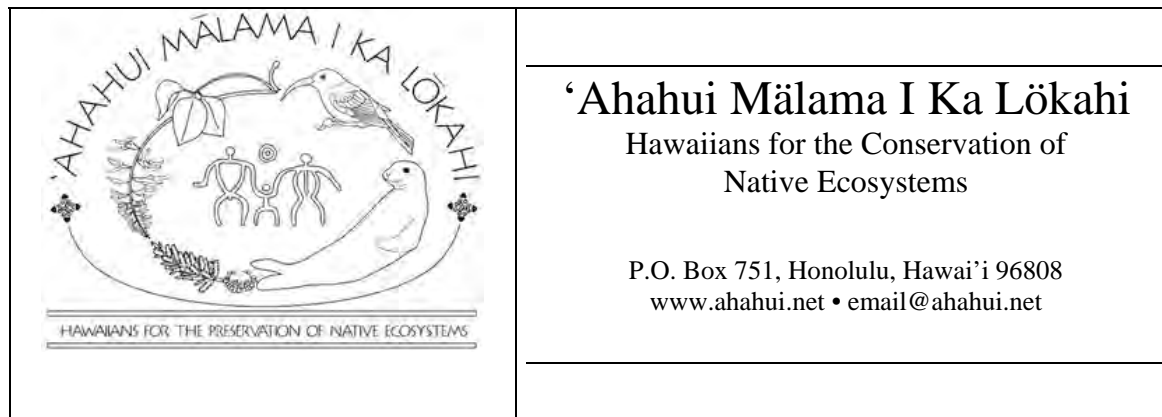 ‘AHAHUI MĀLAMA I KA LŌKAHI
HAWAIIANS FOR THE PRESERVATION OF NATIVE ECOSYSTEMS
‘Ahahui Mälama I Ka Lökahi
Hawaiians for the Conservation of
Native Ecosystems
P.O. Box 751, Honolulu, Hawai’i 96808
www.ahahui.net • email@ahahui.net